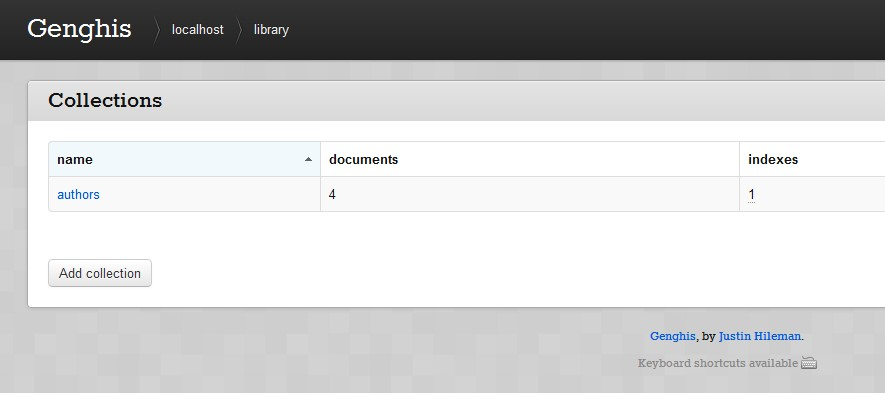 Genghis localhost library
Collections
name documents indexes
authors 4 1
Add collection
Genghis, by Justin Hileman.
Keyboard shortcuts available